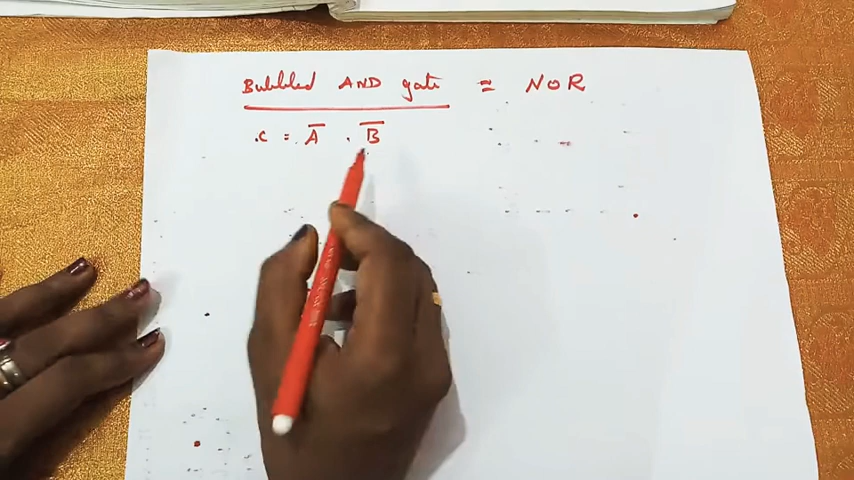 Bubbled AND gate = NOR
C = A̅ . B̅